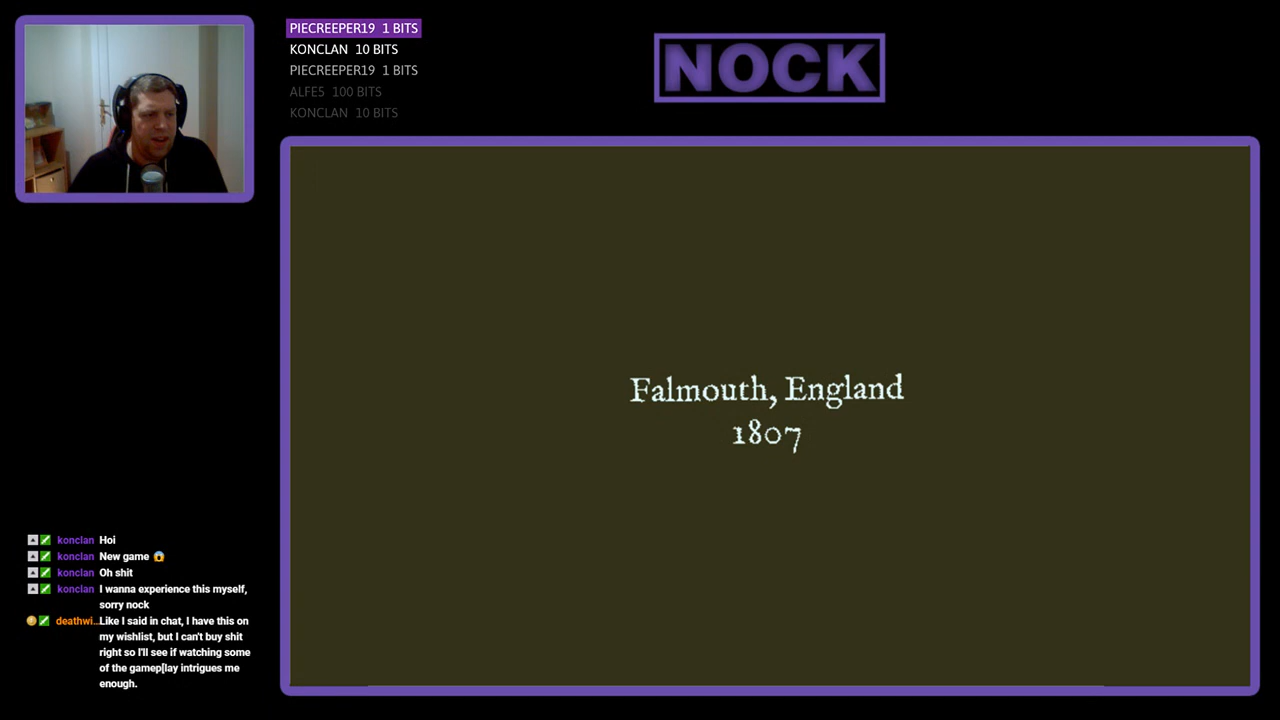 PIECREEPER19 1 BITS
KONCLAN 10 BITS
PIECREEPER19 1 BITS
ALFE5 100 BITS
KONCLAN 10 BITS
NOCK
Falmouth, England
1807
konclan Hoi
konclan New game 😱
konclan Oh shit
konclan I wanna experience this myself,
sorry nock
deathwi... Like I said in chat, I have this on
my wishlist, but I can't buy shit
right so I'll see if watching some
of the gamep[lay intrigues me
enough.